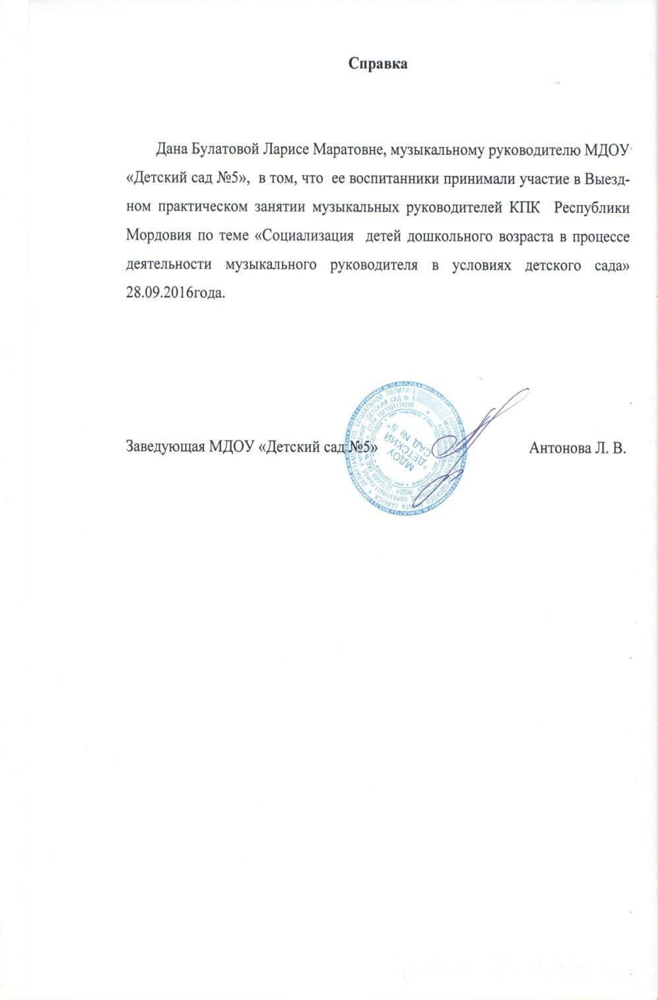 Справка
Дана Булатовой Ларисе Маратовне, музыкальному руководителю МДОУ
«Детский сад №5», в том, что ее воспитанники принимали участие в Выезд-
ном практическом занятии музыкальных руководителей КПК Республики
Мордовия по теме «Социализация детей дошкольного возраста в процессе
деятельности музыкального руководителя в условиях детского сада»
28.09.2016года.
Заведующая МДОУ «Детский сад №5»
Антонова Л. В.
МДОУ
"ДЕТСКИЙ
САД № 5"